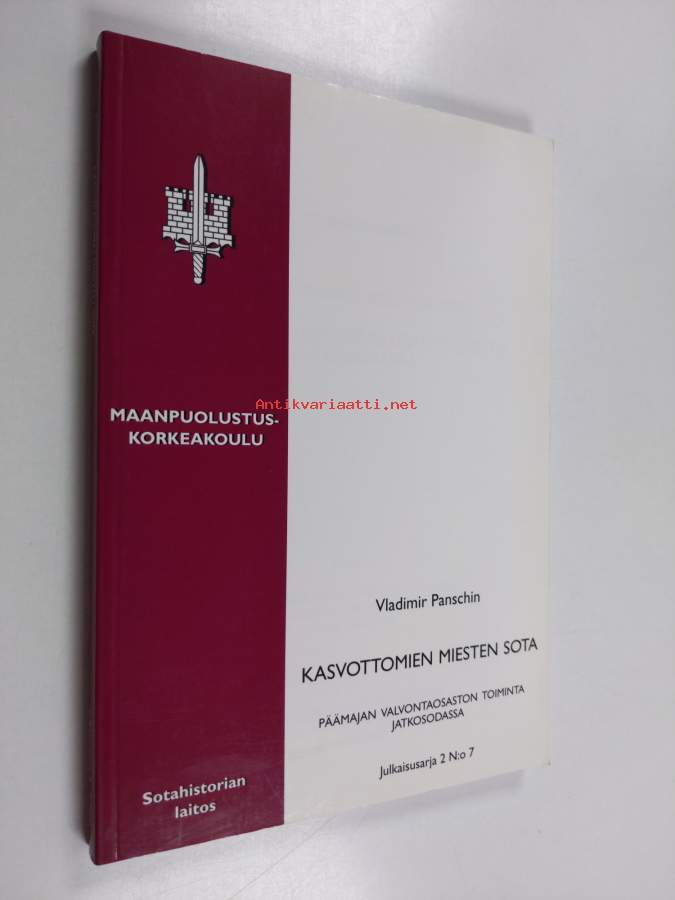 MAANPUOLUSTUS-
KORKEAKOULU
Antikvariaatti.net
Vladimir Panschin
KASVOTTOMIEN MIESTEN SOTA
PÄÄMAJAN VALVONTAOSASTON TOIMINTA
JATKOSODASSA
Julkaisusarja 2 N:o 7
Sotahistorian
laitos